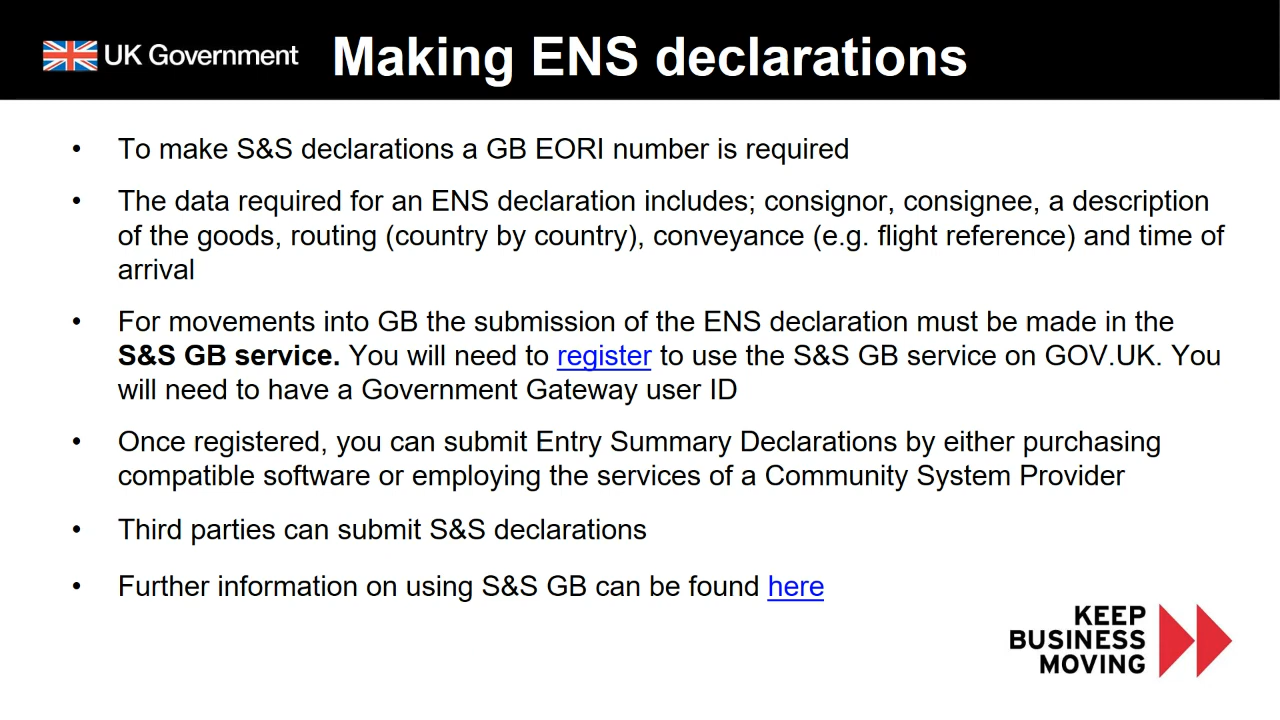 UK Government
Making ENS declarations
• To make S&S declarations a GB EORI number is required
• The data required for an ENS declaration includes; consignor, consignee, a description
of the goods, routing (country by country), conveyance (e.g. flight reference) and time of
arrival
• For movements into GB the submission of the ENS declaration must be made in the
S&S GB service. You will need to register to use the S&S GB service on GOV.UK. You
will need to have a Government Gateway user ID
• Once registered, you can submit Entry Summary Declarations by either purchasing
compatible software or employing the services of a Community System Provider
• Third parties can submit S&S declarations
• Further information on using S&S GB can be found here
KEEP
BUSINESS
MOVING